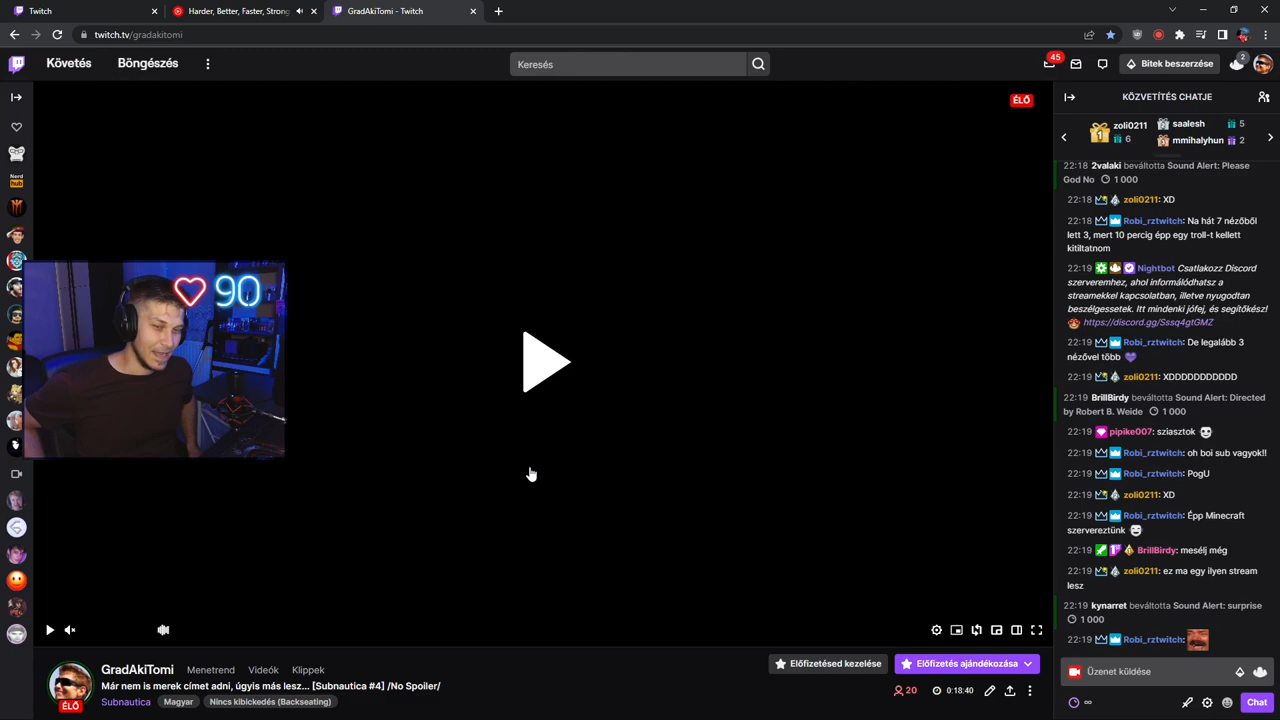 Twitch
Harder, Better, Faster, Strong
GradAkiTomi - Twitch
twitch.tv/gradakitomi
Követés
Böngészés
Keresés
45
Bitek beszerzése
2
ÉLŐ
KÖZVETÍTÉS CHATJE
zoli0211
6
saalesh
5
mmihalyhun
2
Nerd
hub
90
22:18 2valaki beváltotta Sound Alert: Please
God No 1 000
22:18 zoli0211: XD
22:18 Robi_rztwitch: Na hát 7 nézőből
lett 3, mert 10 percig épp egy troll-t kellett
kitiltatnom
22:19 Nightbot Csatlakozz Discord
szerveremhez, ahol informálódhatsz a
streamekkel kapcsolatban, illetve nyugodtan
beszélgessetek. Itt mindenki jófej, és segítőkész!
https://discord.gg/Sssq4gtGMZ
22:19 Robi_rztwitch: De legalább 3
nézővel több
22:19 zoli0211: XDDDDDDDDDDD
22:19 BrillBirdy beváltotta Sound Alert: Directed
by Robert B. Weide 1 000
22:19 pipike007: sziasztok
22:19 Robi_rztwitch: oh boi sub vagyok!!
22:19 Robi_rztwitch: PogU
22:19 zoli0211: XD
22:19 Robi_rztwitch: Épp Minecraft
szervereztünk
22:19 BrillBirdy: mesélj még
22:19 zoli0211: ez ma egy ilyen stream
lesz
22:19 kynarret beváltotta Sound Alert: surprise
1 000
22:19 Robi_rztwitch:
Üzenet küldése
Chat
GradAkiTomi
Menetrend
Videók
Klippek
Előfizetésed kezelése
Előfizetés ajándékozása
Már nem is merek címet adni, úgyis más lesz... [Subnautica #4] /No Spoiler/
Subnautica
Magyar
Nincs kibickedés (Backseating)
20
0:18:40
ÉLŐ